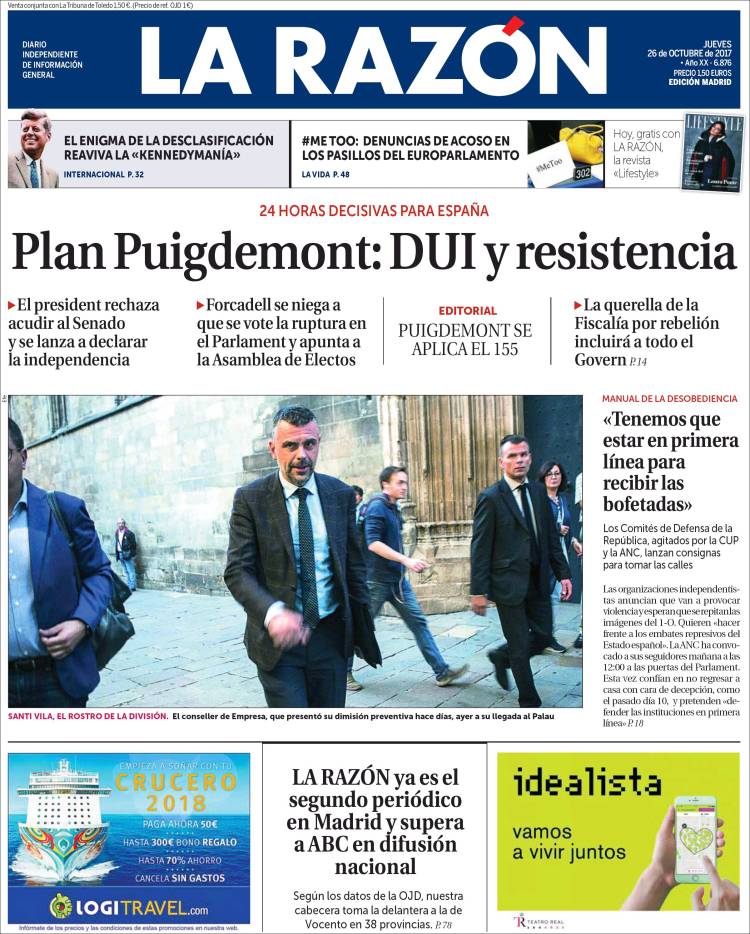 Venta conjunta con La Tribuna de Toledo 1,50 €. (Precio de ref. OJD 1 €)
DIARIO
INDEPENDIENTE
DE INFORMACIÓN
GENERAL
LA RAZÓN
JUEVES
26 de OCTUBRE de 2017
• Año XX - 6.876
PRECIO 1,50 EUROS
EDICIÓN MADRID
EL ENIGMA DE LA DESCLASIFICACIÓN
REAVIVA LA «KENNEDYMANÍA»
INTERNACIONAL P. 32
#ME TOO: DENUNCIAS DE ACOSO EN
LOS PASILLOS DEL EUROPARLAMENTO
LA VIDA P. 48
#MeToo
302
Hoy, gratis con
LA RAZÓN,
la revista
«Lifestyle»
LIFESTYLE
Laura Ponte
24 HORAS DECISIVAS PARA ESPAÑA
Plan Puigdemont: DUI y resistencia
El president rechaza
acudir al Senado
y se lanza a declarar
la independencia
Forcadell se niega a
que se vote la ruptura en
el Parlament y apunta a
la Asamblea de Electos
EDITORIAL
PUIGDEMONT SE
APLICA EL 155
La querella de la
Fiscalía por rebelión
incluirá a todo el
Govern P. 14
Efe
SANTI VILA, EL ROSTRO DE LA DIVISIÓN. El conseller de Empresa, que presentó su dimisión preventiva hace días, ayer a su llegada al Palau
MANUAL DE LA DESOBEDIENCIA
«Tenemos que
estar en primera
línea para
recibir las
bofetadas»
Los Comités de Defensa de la
República, agitados por la CUP
y la ANC, lanzan consignas
para tomar las calles
Las organizaciones independentis-
tas anuncian que van a provocar
violencia y esperan que se repitan las
imágenes del 1-O. Quieren «hacer
frente a los embates represivos del
Estado español». La ANC ha convo-
cado a sus seguidores mañana a las
12:00 a las puertas del Parlament.
Esta vez confían en no regresar a
casa con cara de decepción, como
el pasado día 10, y pretenden «de-
fender las instituciones en primera
línea» P. 18
EMPIEZA A SOÑAR CON TU
CRUCERO
2018
PAGA AHORA 50€
HASTA 300€ BONO REGALO
HASTA 70% AHORRO
CANCELA SIN GASTOS
LOGITRAVEL.com
Infórmate de los precios y las condiciones de estas promociones en nuestra web.
LA RAZÓN ya es el
segundo periódico
en Madrid y supera
a ABC en difusión
nacional
Según los datos de la OJD, nuestra
cabecera toma la delantera a la de
Vocento en 38 provincias. P. 78
idealista
vamos
a vivir juntos
TEATRO REAL